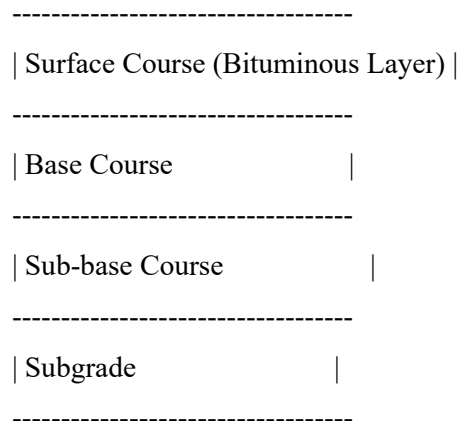 -----------------------------------
| Surface Course (Bituminous Layer) |
-----------------------------------
| Base Course                       |
-----------------------------------
| Sub-base Course                   |
-----------------------------------
| Subgrade                          |
-----------------------------------